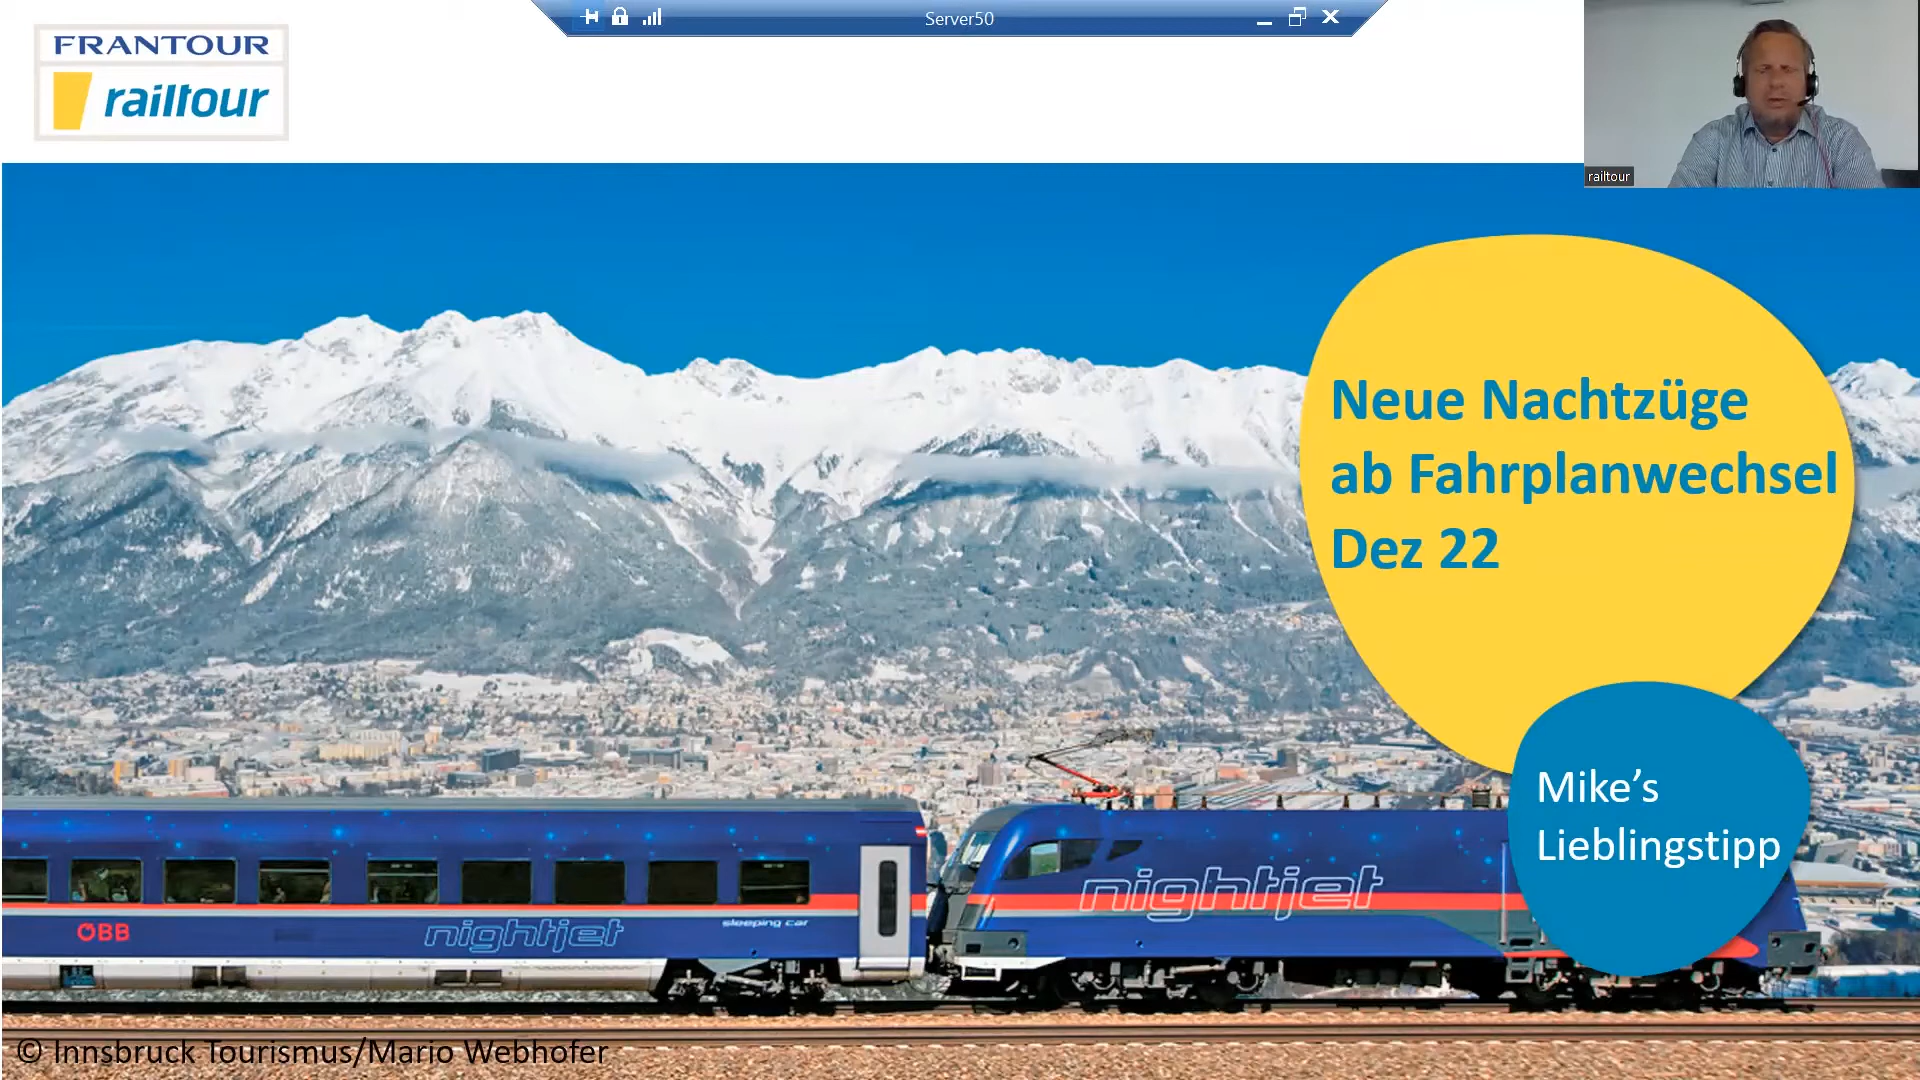 Server50
FRANTOUR
railtour
railtour
Neue Nachtzüge
ab Fahrplanwechsel
Dez 22
Mike’s
Lieblingstipp
nightjet
ÖBB
nightjet
sleeping car
© Innsbruck Tourismus/Mario Webhofer